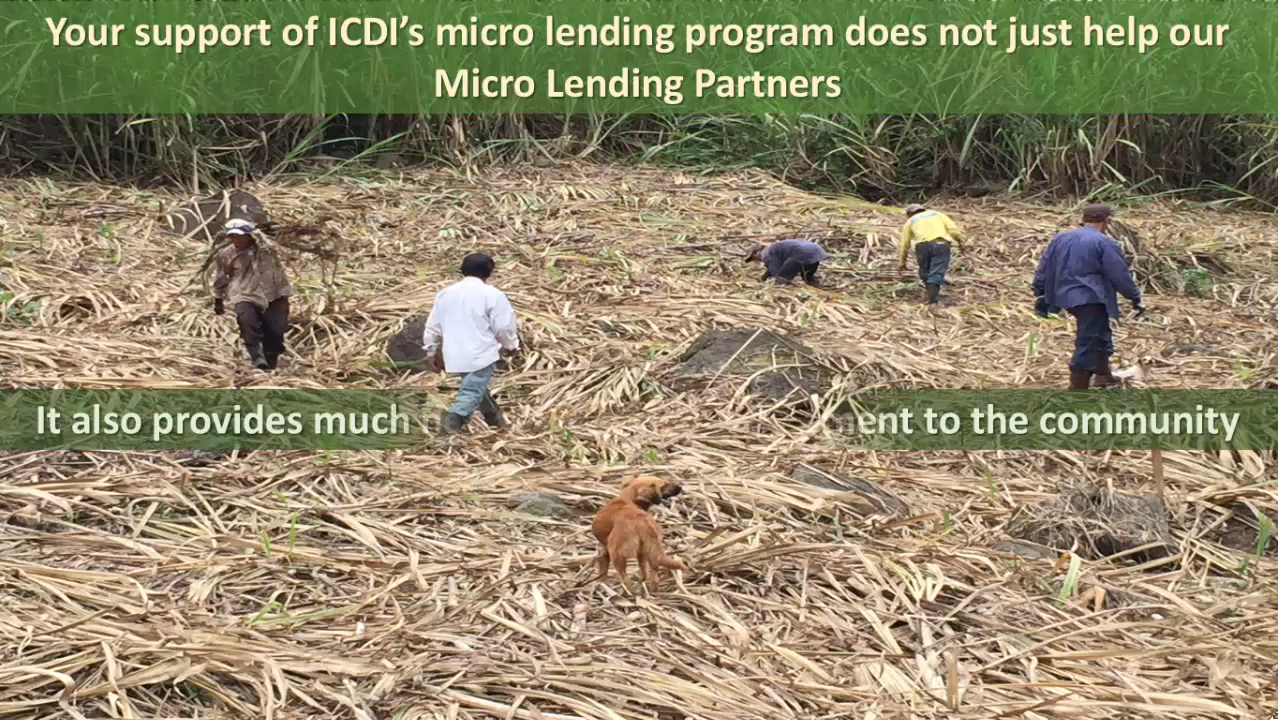 Your support of ICDI’s micro lending program does not just help our
Micro Lending Partners
It also provides much
to the community